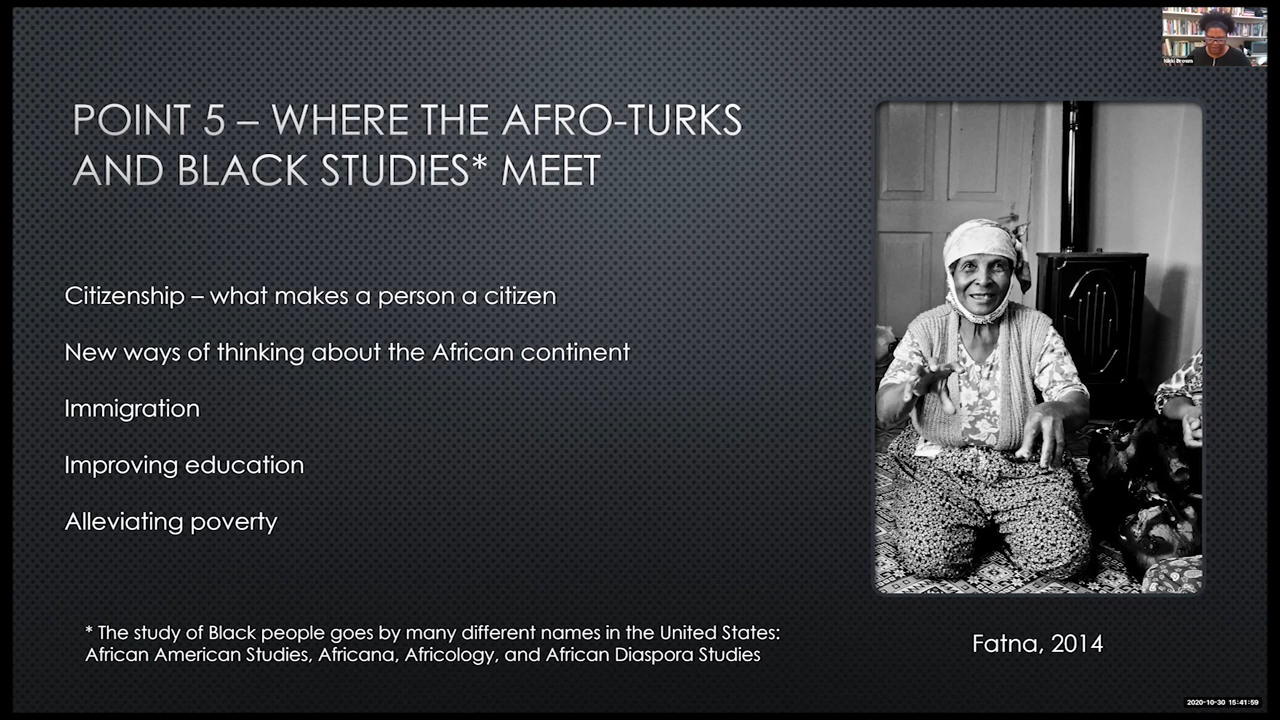 Nikki Brown
POINT 5 – WHERE THE AFRO-TURKS
AND BLACK STUDIES* MEET
Citizenship – what makes a person a citizen
New ways of thinking about the African continent
Immigration
Improving education
Alleviating poverty
* The study of Black people goes by many different names in the United States:
African American Studies, Africana, Africology, and African Diaspora Studies
Fatna, 2014
2020-10-30 15:41:59